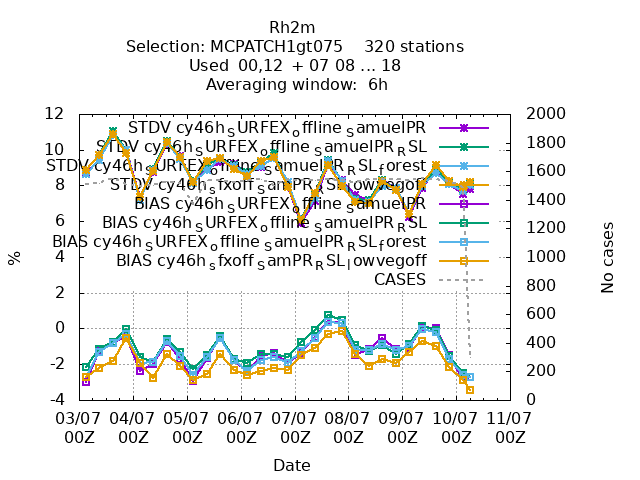 Rh2m
Selection: MCPATCH1gt075    320 stations
Used  00,12  + 07 08 ... 18
Averaging window:  6h
STDV cy46h_SURFEX_offline_SamuelPR
STDV cy46h_SURFEX_offline_SamuelPR_RSL
STDV cy46h_SURFEX_offline_SamuelPR_RSL_forest
STDV cy46h_sfxoff_SamPR_RSL_lowvegoff
BIAS cy46h_SURFEX_offline_SamuelPR
BIAS cy46h_SURFEX_offline_SamuelPR_RSL
BIAS cy46h_SURFEX_offline_SamuelPR_RSL_forest
BIAS cy46h_sfxoff_SamPR_RSL_lowvegoff
CASES
12
10
8
6
4
2
0
-2
-4
%
2000
1800
1600
1400
1200
1000
800
600
400
200
0
No cases
03/07 04/07 05/07 06/07 07/07 08/07 09/07 10/07 11/07
00Z 00Z 00Z 00Z 00Z 00Z 00Z 00Z 00Z
Date